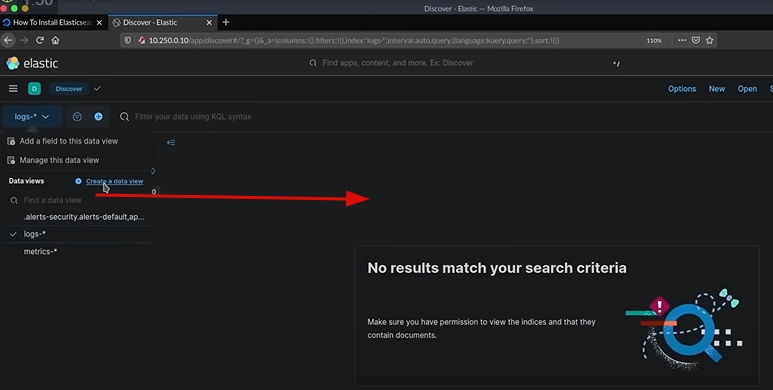 1:50
Discover - Elastic — Mozilla Firefox
How To Install Elasticsea
Discover - Elastic
10.250.0.10/app/discover#/?_g=()&_a=(columns:!(),filters:!(),index:'logs-*',interval:auto,query:(language:kuery,query:''),sort:!())
110%
elastic
Find apps, content, and more. Ex: Discover
^/
D
Discover
Options
New
Open
S
logs-*
Filter your data using KQL syntax
Add a field to this data view
Manage this data view
Data views
Create a data view
0
Find a data view
.alerts-security.alerts-default,ap...
logs-*
metrics-*
No results match your search criteria
Make sure you have permission to view the indices and that they
contain documents.